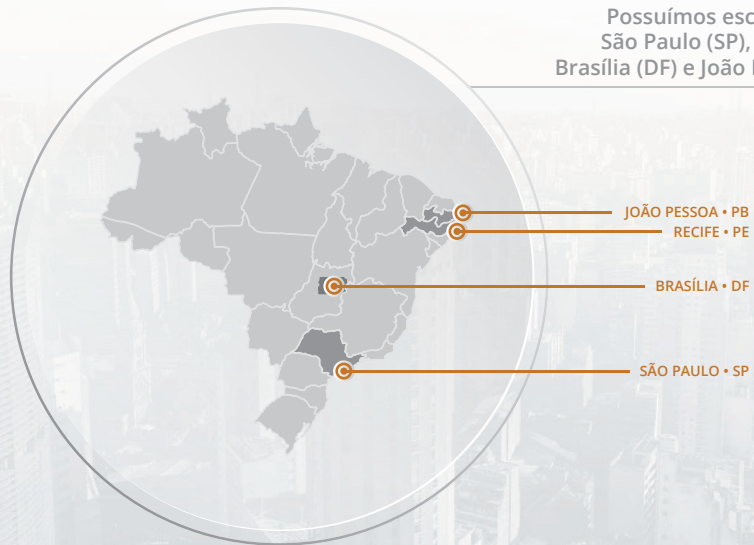 Possuímos
São Paulo (SP),
Brasília (DF) e João
JOÃO PESSOA • PB
RECIFE • PE
BRASÍLIA • DF
SÃO PAULO • SP